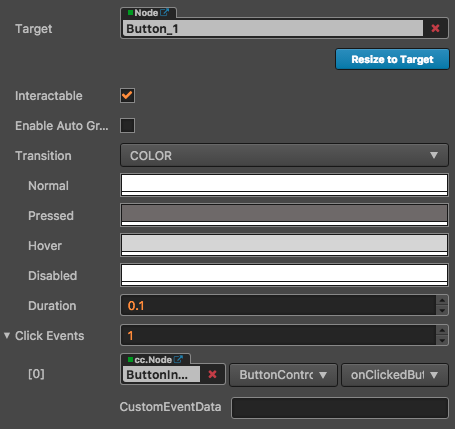 Node
Target Button_1
Resize to Target
Interactable
Enable Auto Gr...
Transition COLOR
Normal
Pressed
Hover
Disabled
Duration 0.1
Click Events 1
cc.Node
[0] ButtonIn... ButtonContro onClickedBut
CustomEventData